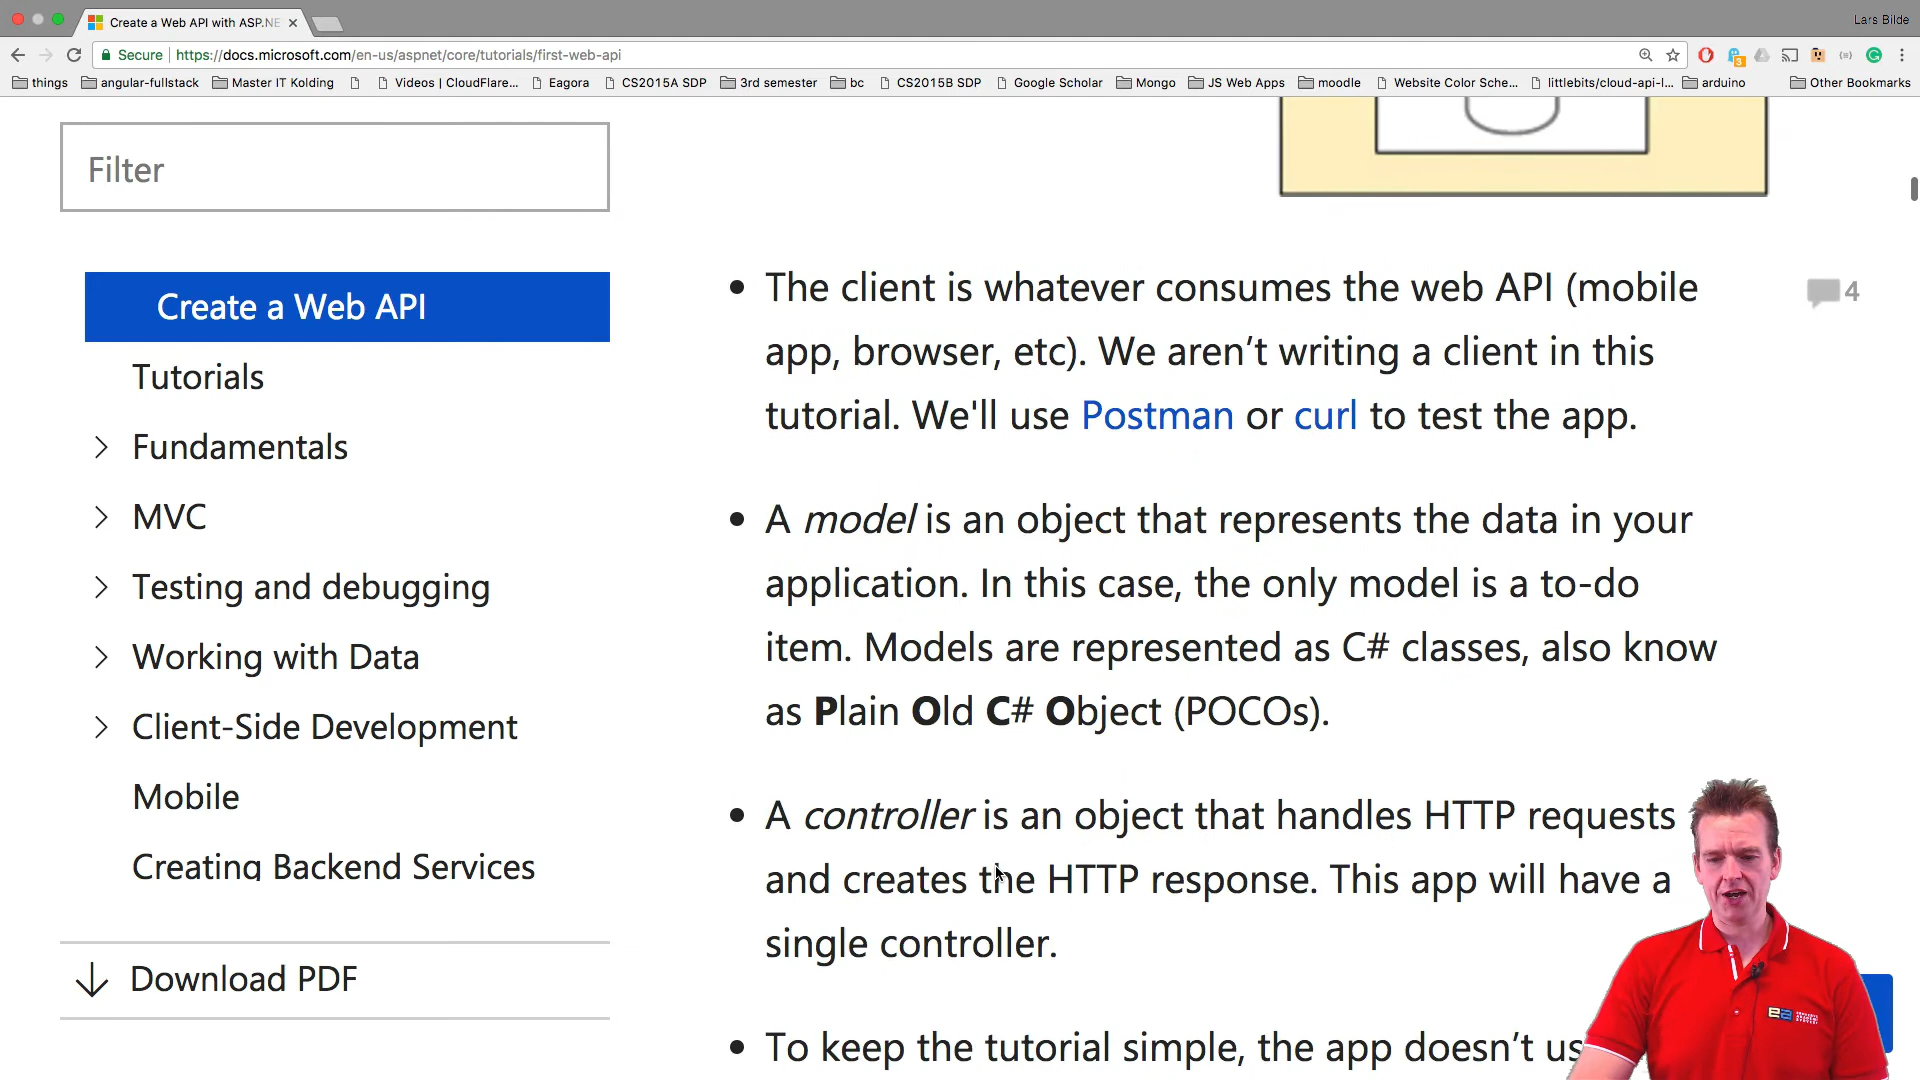 Create a Web API with ASP.NE
Lars Bilde
Secure https://docs.microsoft.com/en-us/aspnet/core/tutorials/first-web-api
things angular-fullstack Master IT Kolding Videos | CloudFlare... Eagora CS2015A SDP 3rd semester bc CS2015B SDP Google Scholar Mongo JS Web Apps moodle Website Color Sche... littlebits/cloud-api-l... arduino Other Bookmarks
Filter
Create a Web API
Tutorials
Fundamentals
MVC
Testing and debugging
Working with Data
Client-Side Development
Mobile
Creating Backend Services
Download PDF
• The client is whatever consumes the web API (mobile
app, browser, etc). We aren’t writing a client in this
tutorial. We'll use Postman or curl to test the app.
4
• A model is an object that represents the data in your
application. In this case, the only model is a to-do
item. Models are represented as C# classes, also know
as Plain Old C# Object (POCOs).
• A controller is an object that handles HTTP requests
and creates the HTTP response. This app will have a
single controller.
• To keep the tutorial simple, the app doesn’t us
ea